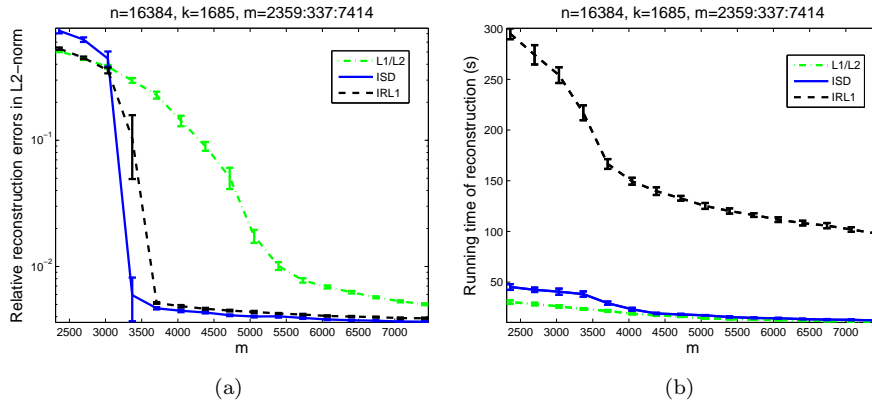 n=16384, k=1685, m=2359:337:7414
Relative reconstruction errors in L2−norm
10⁻¹
10⁻²
L1/L2
ISD
IRL1
2500 3000 3500 4000 4500 5000 5500 6000 6500 7000
m
(a)
n=16384, k=1685, m=2359:337:7414
Running time of reconstruction (s)
300
250
200
150
100
50
L1/L2
ISD
IRL1
2500 3000 3500 4000 4500 5000 5500 6000 6500 7000
m
(b)